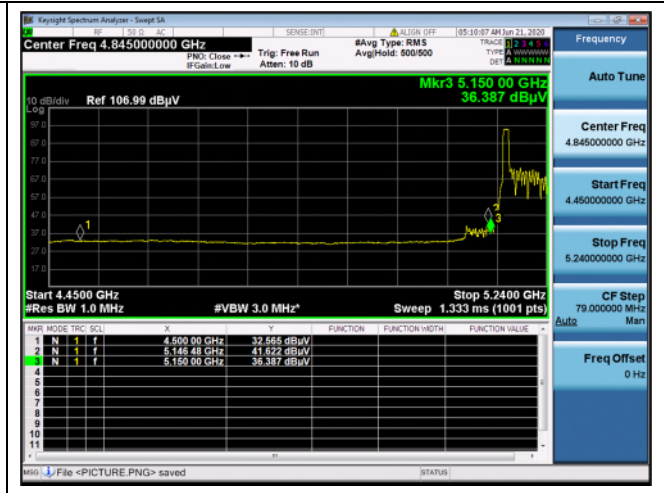 Keysight Spectrum Analyzer - Swept SA
RF 50 Ω AC SENSE:INT ALIGN OFF 05:10:07 AM Jun 21, 2020
Center Freq 4.845000000 GHz
PNO: Close
IFGain:Low
Trig: Free Run
Atten: 10 dB
#Avg Type: RMS
Avg|Hold: 500/500
TRACE 1 2 3 4 5 6
TYPE A WWWWW
DET A N N N N N
Mkr3 5.150 00 GHz
36.387 dBµV
10 dB/div Ref 106.99 dBµV
Log
97.0
87.0
77.0
67.0
57.0
47.0
37.0
27.0
17.0
1
2
3
Start 4.4500 GHz Stop 5.2400 GHz
#Res BW 1.0 MHz #VBW 3.0 MHz* Sweep 1.333 ms (1001 pts)
MKR MODE TRC SCL X Y FUNCTION FUNCTION WIDTH FUNCTION VALUE
1 N 1 f 4.500 00 GHz 32.565 dBµV
2 N 1 f 5.146 48 GHz 41.622 dBµV
3 N 1 f 5.150 00 GHz 36.387 dBµV
4
5
6
7
8
9
10
11
MSG File <PICTURE.PNG> saved STATUS
Frequency
Auto Tune
Center Freq
4.845000000 GHz
Start Freq
4.450000000 GHz
Stop Freq
5.240000000 GHz
CF Step
79.000000 MHz
Auto Man
Freq Offset
0 Hz